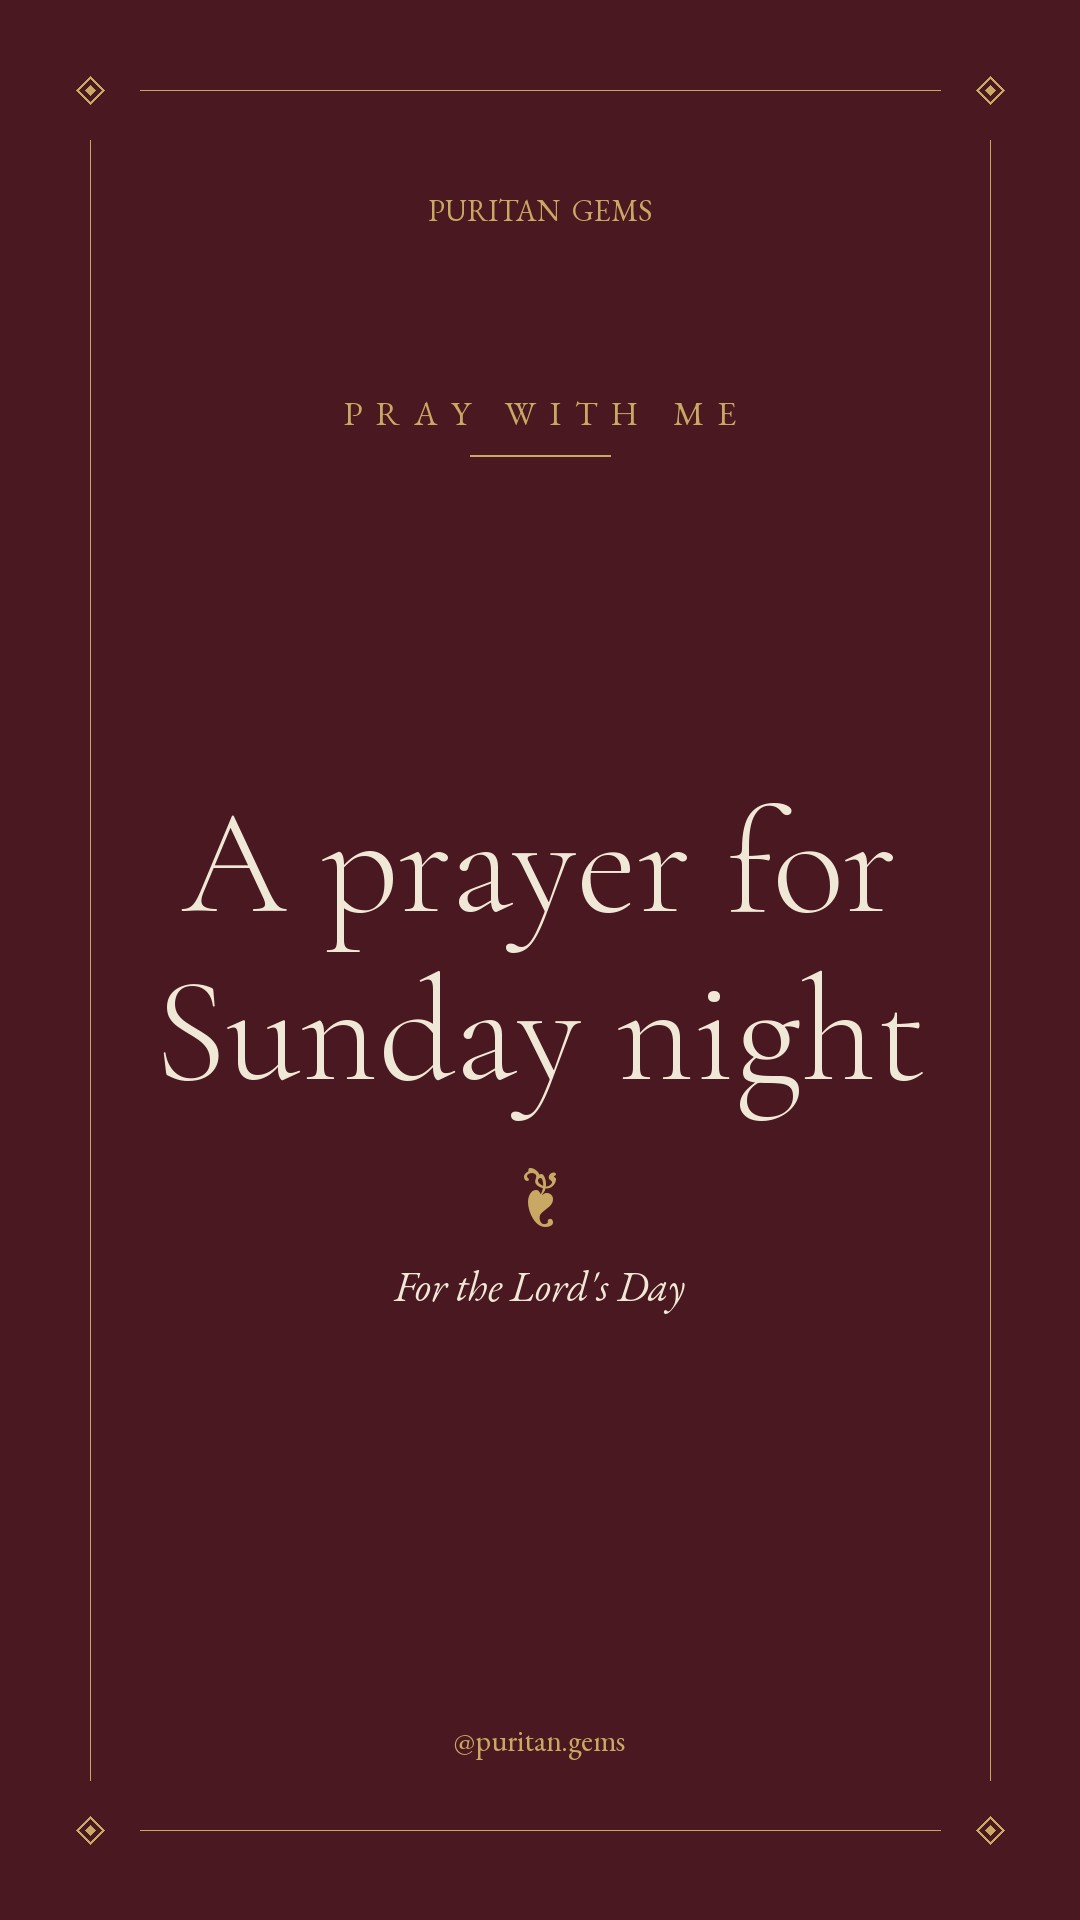 PURITAN GEMS
PRAY WITH ME
A prayer for
Sunday night
❦
For the Lord's Day
@puritan.gems